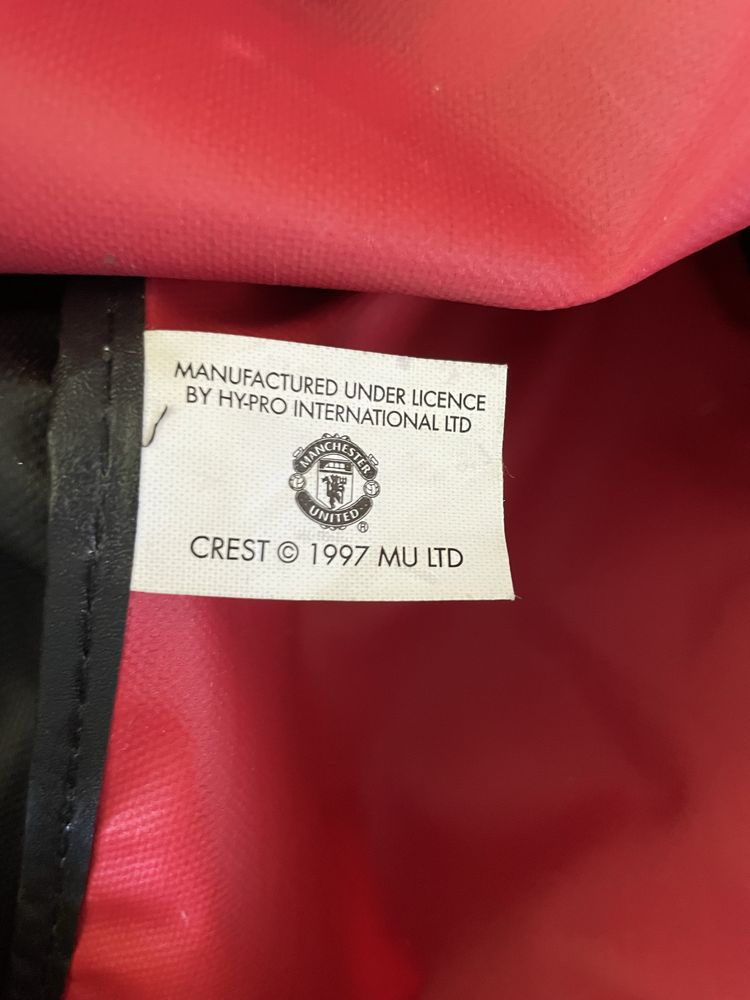 MANUFACTURED UNDER LICENCE
BY HY-PRO INTERNATIONAL LTD
MANCHESTER
UNITED
®
CREST © 1997 MU LTD